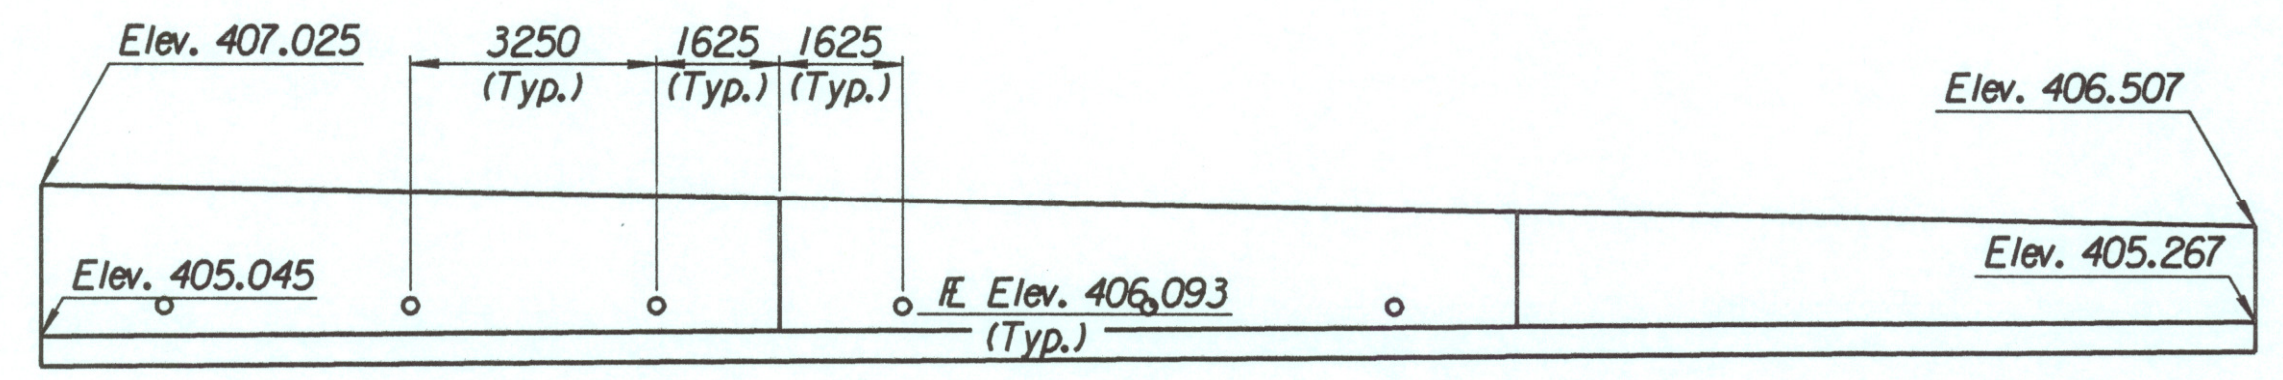 Elev. 407.025
3250
(Typ.)
1625
(Typ.)
1625
(Typ.)
Elev. 406.507
Elev. 405.045
Æ Elev. 406.093
(Typ.)
Elev. 405.267